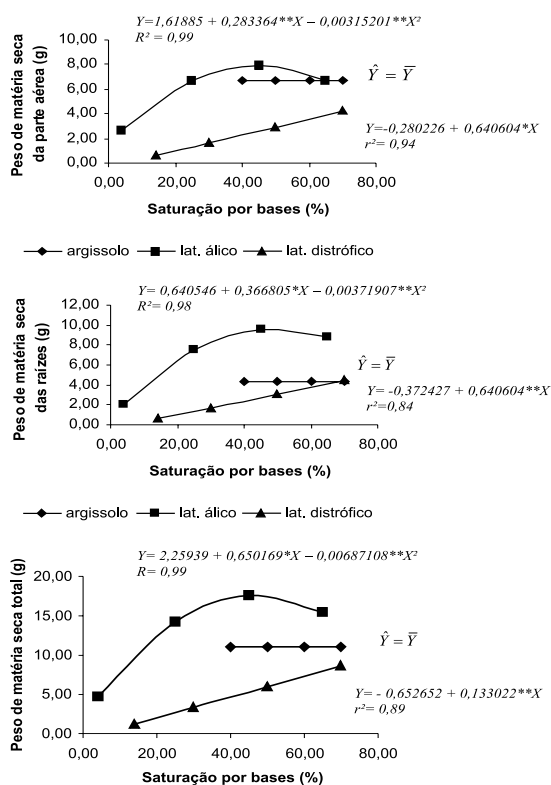 Y=1,61885 + 0,283364**X – 0,00315201**X²
R² = 0,99
Peso de matéria seca
da parte aérea (g)
10,00
8,00
6,00
4,00
2,00
0,00
Ŷ = Y̅
Y=-0,280226 + 0,640604*X
r²= 0,94
0,00 20,00 40,00 60,00 80,00
Saturação por bases (%)
argissolo lat. álico lat. distrófico
Y= 0,640546 + 0,366805*X – 0,00371907**X²
R²= 0,98
Peso de matéria seca
das raízes (g)
12,00
10,00
8,00
6,00
4,00
2,00
0,00
Ŷ = Y̅
Y= -0,372427 + 0,640604**X
r²=0,84
0,00 20,00 40,00 60,00 80,00
Saturação por bases (%)
argissolo lat. álico lat. distrófico
Y= 2,25939 + 0,650169*X – 0,00687108**X²
R= 0,99
Peso de matéria seca total (g)
20,00
15,00
10,00
5,00
0,00
Ŷ = Y̅
Y= - 0,652652 + 0,133022**X
r²= 0,89
0,00 20,00 40,00 60,00 80,00
Saturação por bases (%)